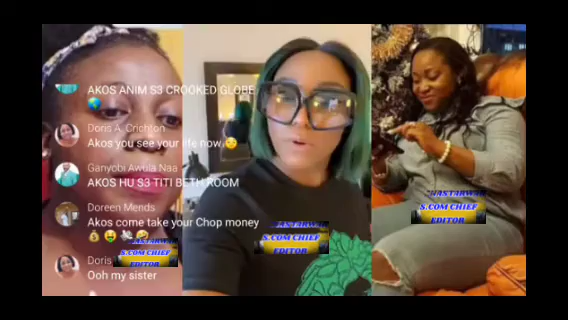 AKOS ANIM S3 CROOKED GLOBE
Doris A. Crichton
Akos you see your life now
Ganyobi Awula Naa
AKOS HU S3 TITI BETH ROOM
Doreen Mends
Akos come take your Chop money
Doris
Ooh my sister
S.COM CHIEF
EDITOR
S.COM CHIEF
EDITOR
S.COM CHIEF
EDITOR